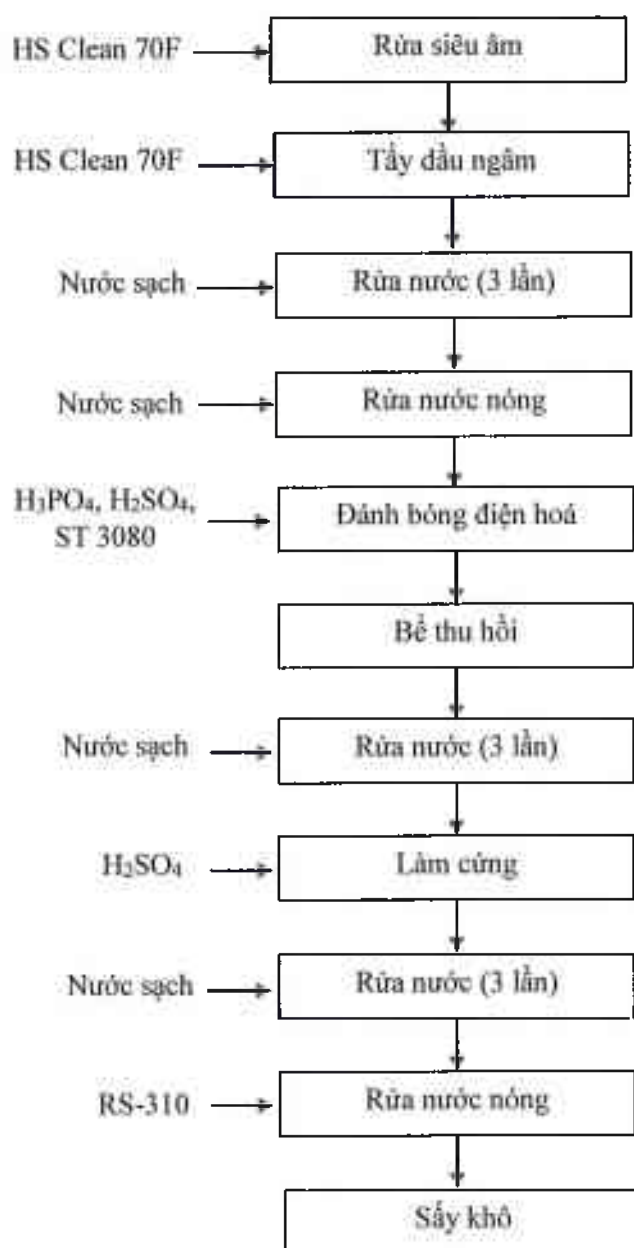 HS Clean 70F
Rửa siêu âm
HS Clean 70F
Tẩy dầu ngâm
Nước sạch
Rửa nước (3 lần)
Nước sạch
Rửa nước nóng
H₃PO₄, H₂SO₄,
ST 3080
Đánh bóng điện hoá
Bể thu hồi
Nước sạch
Rửa nước (3 lần)
H₂SO₄
Làm cứng
Nước sạch
Rửa nước (3 lần)
RS-310
Rửa nước nóng
Sấy khô